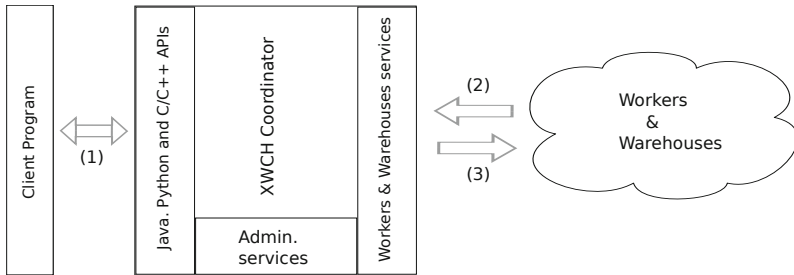 Client Program
(1)
Java. Python and C/C++ APIs
XWCH Coordinator
Admin.
services
Workers & Warehouses services
(2)
(3)
Workers
&
Warehouses